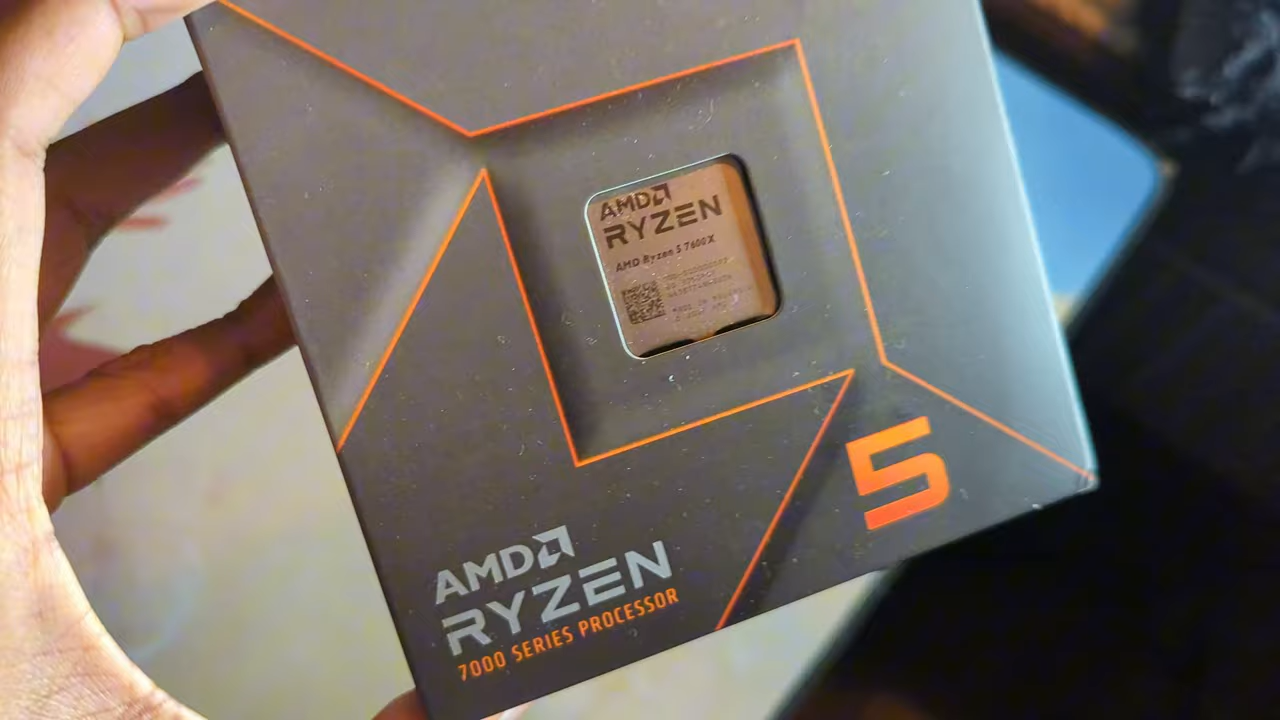 AMD
RYZEN
AMD Ryzen 5 7600X
5
AMD
RYZEN
7000 SERIES PROCESSOR